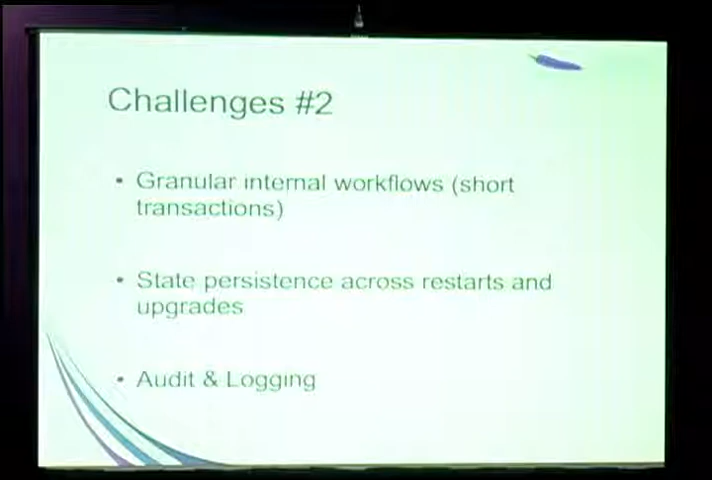 Challenges #2
• Granular internal workflows (short
transactions)
• State persistence across restarts and
upgrades
• Audit & Logging